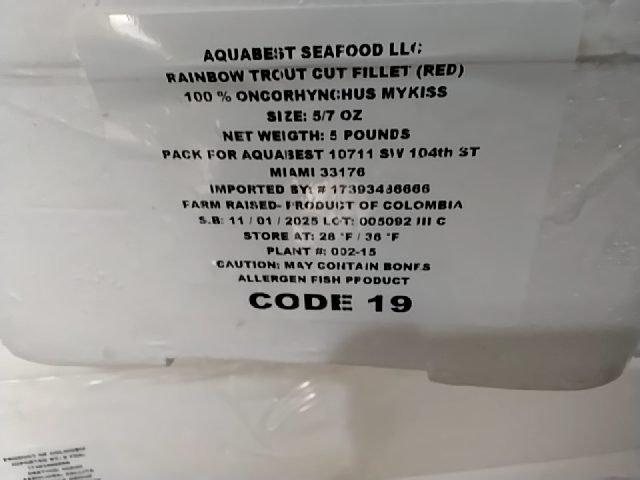 AQUABEST SEAFOOD LLC
RAINBOW TROUT CUT FILLET (RED)
100 % ONCORHYNCHUS MYKISS
SIZE: 5/7 OZ
NET WEIGTH: 5 POUNDS
PACK FOR AQUABEST 10711 SW 104th ST
MIAMI 33176
IMPORTED BY: # 17393436666
FARM RAISED- PRODUCT OF COLOMBIA
S.B: 11 / 01 / 2025 LOT: 005092 III C
STORE AT: 28 °F / 36 °F
PLANT #: 002-15
CAUTION: MAY CONTAIN BONES
ALLERGEN FISH PRODUCT
CODE 19
PRODUCT OF COLOMBIA